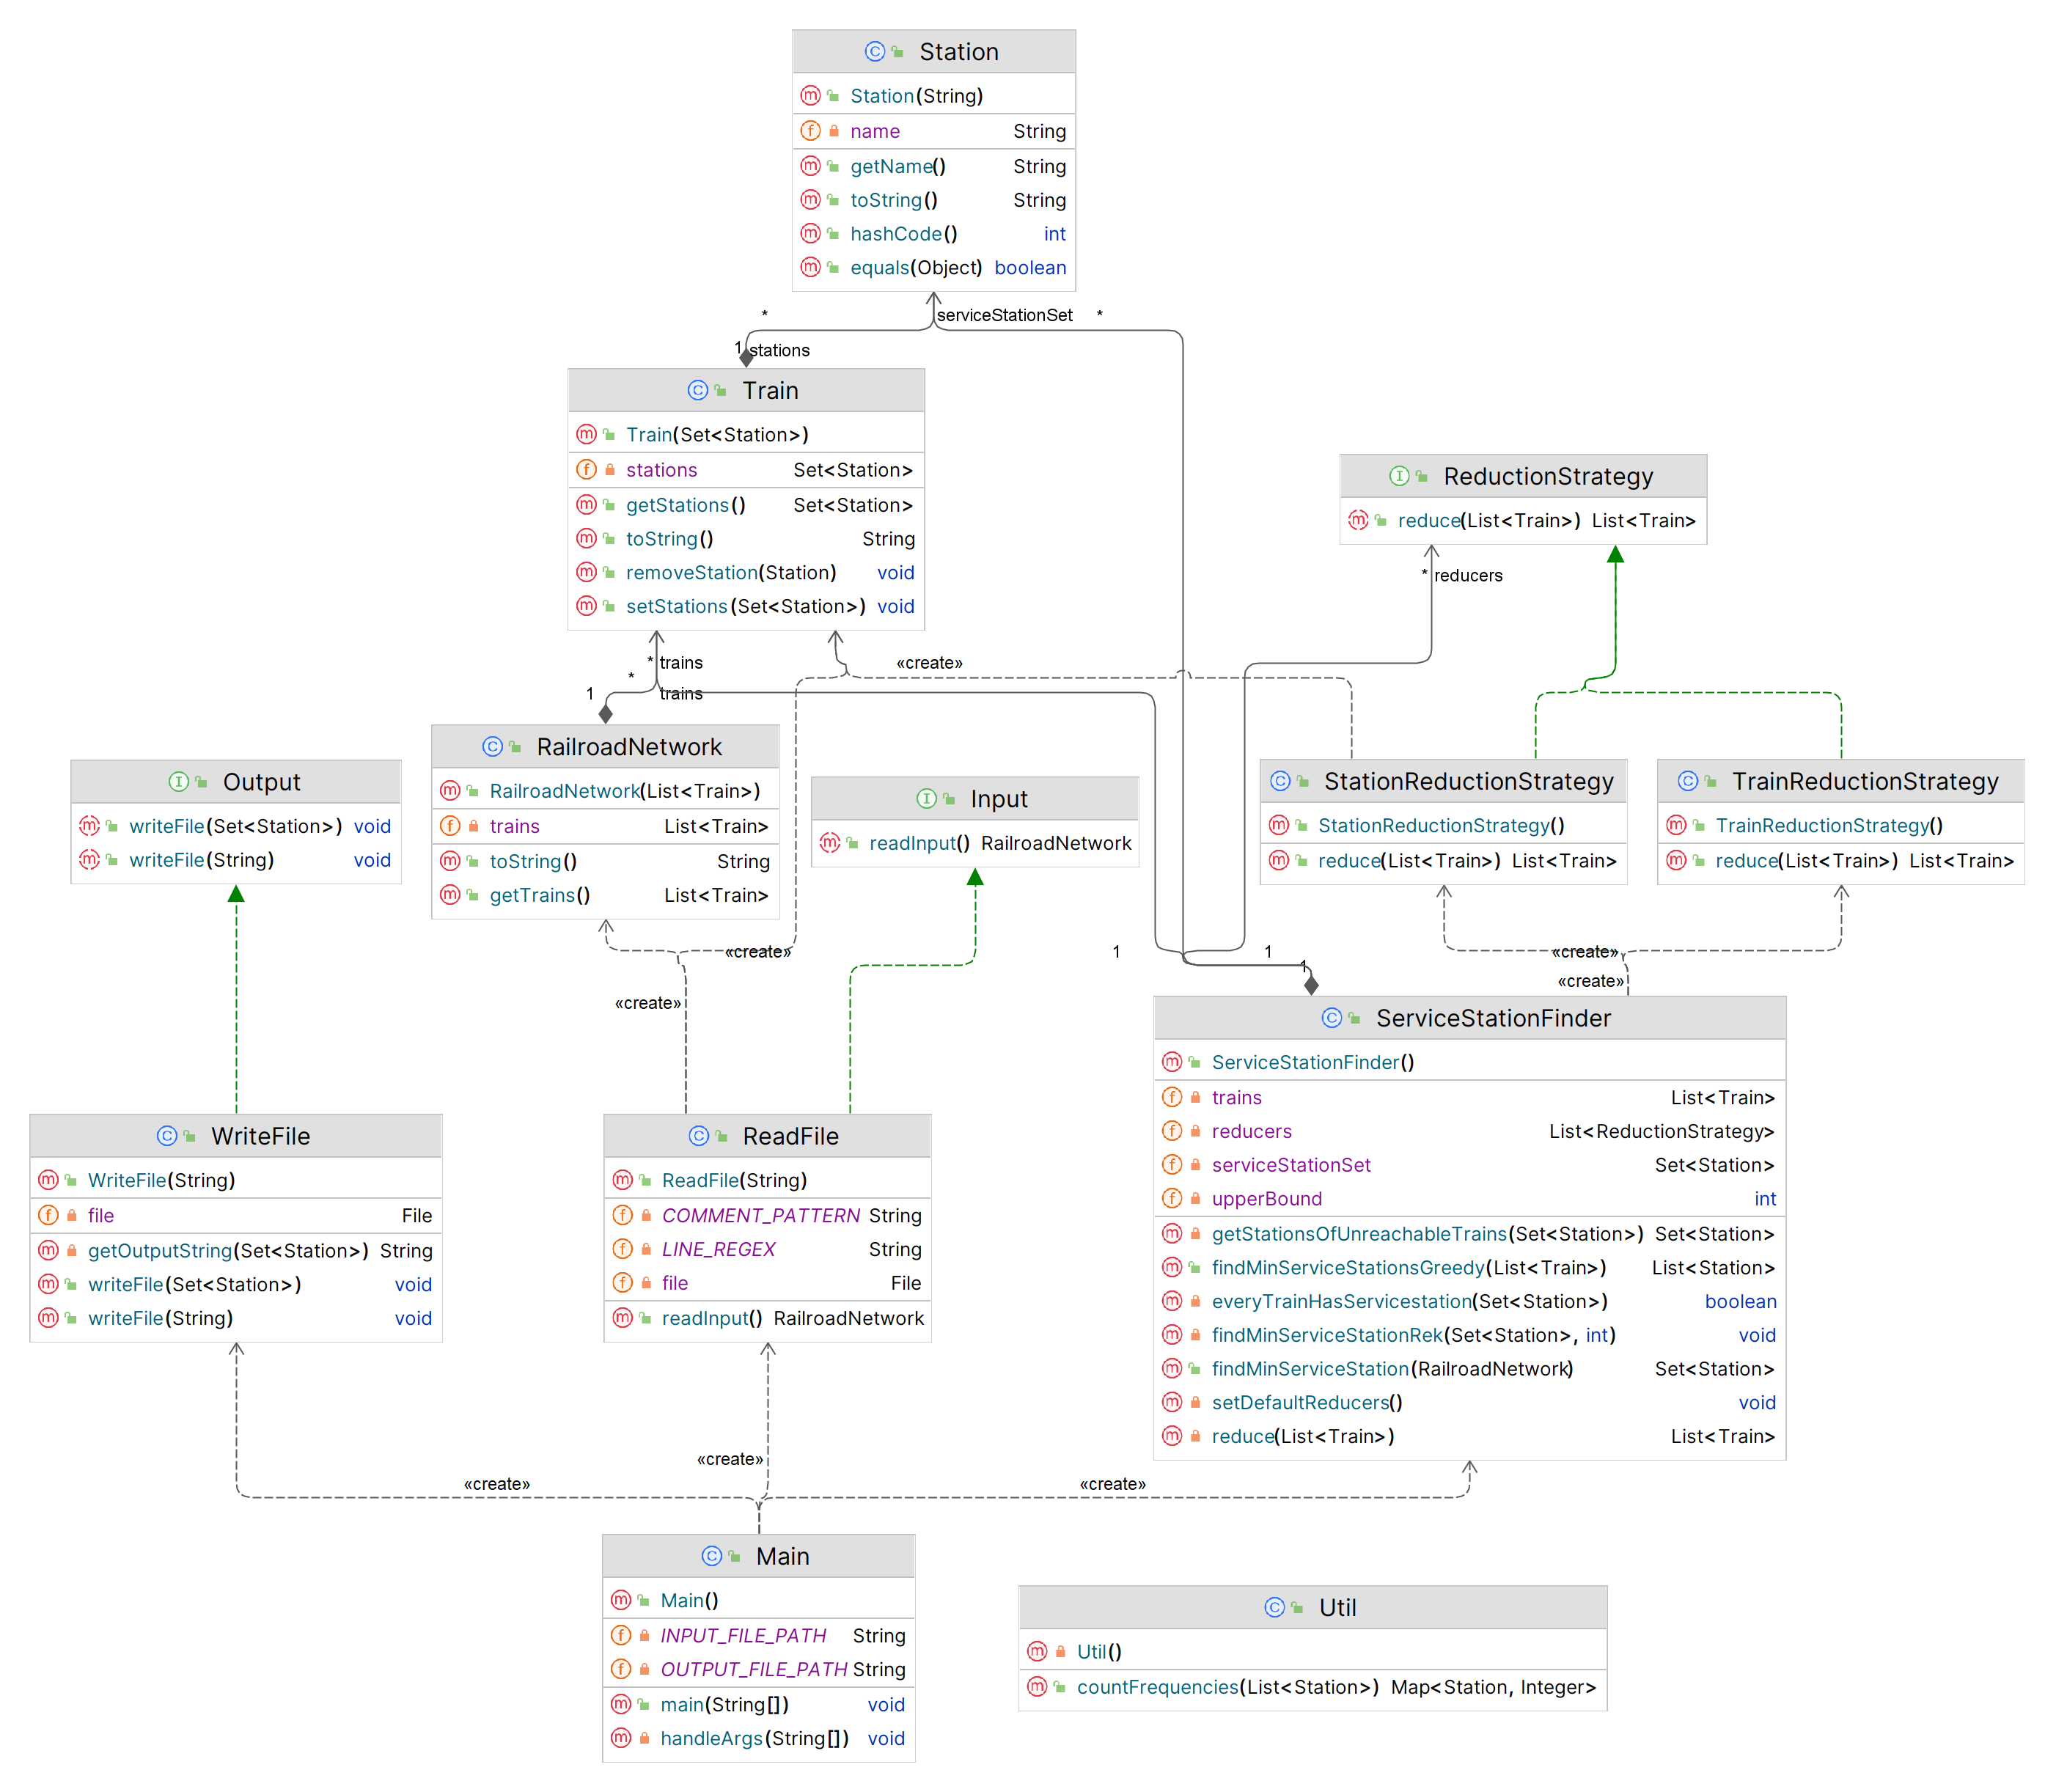 Station
Station(String)
name String
getName() String
toString() String
hashCode() int
equals(Object) boolean
* serviceStationSet *
1 stations
Train
Train(Set<Station>)
stations Set<Station>
getStations() Set<Station>
toString() String
removeStation(Station) void
setStations(Set<Station>) void
ReductionStrategy
reduce(List<Train>) List<Train>
* reducers
* trains
«create»
*
1 trains
RailroadNetwork
RailroadNetwork(List<Train>)
trains List<Train>
toString() String
getTrains() List<Train>
Output
writeFile(Set<Station>) void
writeFile(String) void
Input
readInput() RailroadNetwork
StationReductionStrategy
StationReductionStrategy()
reduce(List<Train>) List<Train>
TrainReductionStrategy
TrainReductionStrategy()
reduce(List<Train>) List<Train>
«create»
1
1
1
«create»
«create»
«create»
ServiceStationFinder
ServiceStationFinder()
trains List<Train>
reducers List<ReductionStrategy>
serviceStationSet Set<Station>
upperBound int
getStationsOfUnreachableTrains(Set<Station>) Set<Station>
findMinServiceStationsGreedy(List<Train>) List<Station>
everyTrainHasServicestation(Set<Station>) boolean
findMinServiceStationRek(Set<Station>, int) void
findMinServiceStation(RailroadNetwork) Set<Station>
setDefaultReducers() void
reduce(List<Train>) List<Train>
WriteFile
WriteFile(String)
file File
getOutputString(Set<Station>) String
writeFile(Set<Station>) void
writeFile(String) void
ReadFile
ReadFile(String)
COMMENT_PATTERN String
LINE_REGEX String
file File
readInput() RailroadNetwork
«create»
«create»
«create»
Main
Main()
INPUT_FILE_PATH String
OUTPUT_FILE_PATH String
main(String[]) void
handleArgs(String[]) void
Util
Util()
countFrequencies(List<Station>) Map<Station, Integer>